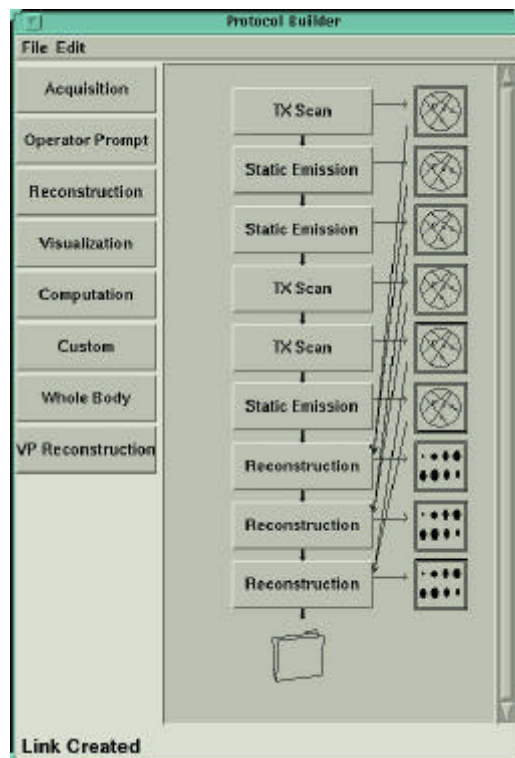 Protocol Builder
File Edit
Acquisition
Operator Prompt
Reconstruction
Visualization
Computation
Custom
Whole Body
VP Reconstruction
TX Scan
Static Emission
Static Emission
TX Scan
TX Scan
Static Emission
Reconstruction
Reconstruction
Reconstruction
Link Created